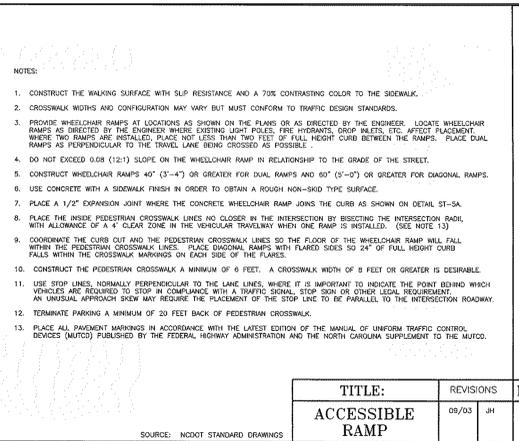 NOTES:
1. CONSTRUCT THE WALKING SURFACE WITH SLIP RESISTANCE AND A 70% CONTRASTING COLOR TO THE SIDEWALK.
2. CROSSWALK WIDTHS AND CONFIGURATION MAY VARY BUT MUST CONFORM TO TRAFFIC DESIGN STANDARDS.
3. PROVIDE WHEELCHAIR RAMPS AT LOCATIONS AS SHOWN ON THE PLANS OR AS DIRECTED BY THE ENGINEER. LOCATE WHEELCHAIR
RAMPS AS DIRECTED BY THE ENGINEER WHERE EXISTING LIGHT POLES, FIRE HYDRANTS, DROP INLETS, ETC. AFFECT PLACEMENT.
WHERE TWO RAMPS ARE INSTALLED, PLACE NOT LESS THAN TWO FEET OF FULL HEIGHT CURB BETWEEN THE RAMPS. PLACE DUAL
RAMPS AS PERPENDICULAR TO THE TRAVEL LANE BEING CROSSED AS POSSIBLE .
4. DO NOT EXCEED 0.08 (12:1) SLOPE ON THE WHEELCHAIR RAMP IN RELATIONSHIP TO THE GRADE OF THE STREET.
5. CONSTRUCT WHEELCHAIR RAMPS 40" (3'-4") OR GREATER FOR DUAL RAMPS AND 60" (5'-0") OR GREATER FOR DIAGONAL RAMPS.
6. USE CONCRETE WITH A SIDEWALK FINISH IN ORDER TO OBTAIN A ROUGH NON-SKID TYPE SURFACE.
7. PLACE A 1/2" EXPANSION JOINT WHERE THE CONCRETE WHEELCHAIR RAMP JOINS THE CURB AS SHOWN ON DETAIL ST-5A.
8. PLACE THE INSIDE PEDESTRIAN CROSSWALK LINES NO CLOSER IN THE INTERSECTION BY BISECTING THE INTERSECTION RADII,
WITH ALLOWANCE OF A 4' CLEAR ZONE IN THE VEHICULAR TRAVELWAY WHEN ONE RAMP IS INSTALLED. (SEE NOTE 13)
9. COORDINATE THE CURB CUT AND THE PEDESTRIAN CROSSWALK LINES SO THE FLOOR OF THE WHEELCHAIR RAMP WILL FALL
WITHIN THE PEDESTRIAN CROSSWALK LINES. PLACE DIAGONAL RAMPS WITH FLARED SIDES SO 24" OF FULL HEIGHT CURB
FALLS WITHIN THE CROSSWALK MARKINGS ON EACH SIDE OF THE FLARES.
10. CONSTRUCT THE PEDESTRIAN CROSSWALK A MINIMUM OF 6 FEET. A CROSSWALK WIDTH OF 8 FEET OR GREATER IS DESIRABLE.
11. USE STOP LINES, NORMALLY PERPENDICULAR TO THE LANE LINES, WHERE IT IS IMPORTANT TO INDICATE THE POINT BEHIND WHICH
VEHICLES ARE REQUIRED TO STOP IN COMPLIANCE WITH A TRAFFIC SIGNAL, STOP SIGN OR OTHER LEGAL REQUIREMENT.
AN UNUSUAL APPROACH SKEW MAY REQUIRE THE PLACEMENT OF THE STOP LINE TO BE PARALLEL TO THE INTERSECTION ROADWAY.
12. TERMINATE PARKING A MINIMUM OF 20 FEET BACK OF PEDESTRIAN CROSSWALK.
13. PLACE ALL PAVEMENT MARKINGS IN ACCORDANCE WITH THE LATEST EDITION OF THE MANUAL OF UNIFORM TRAFFIC CONTROL
DEVICES (MUTCD) PUBLISHED BY THE FEDERAL HIGHWAY ADMINISTRATION AND THE NORTH CAROLINA SUPPLEMENT TO THE MUTCD.
SOURCE: NCDOT STANDARD DRAWINGS
TITLE:
ACCESSIBLE
RAMP
REVISIONS
09/03 JH